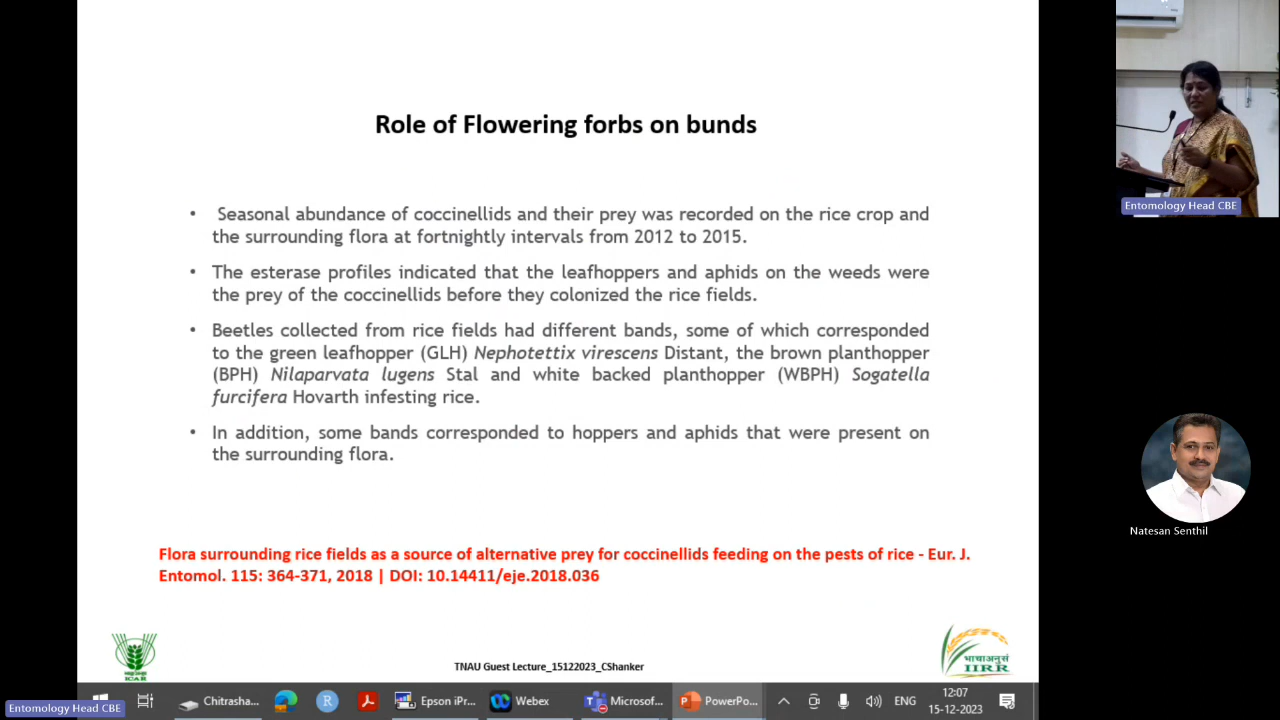 Role of Flowering forbs on bunds
• Seasonal abundance of coccinellids and their prey was recorded on the rice crop and
the surrounding flora at fortnightly intervals from 2012 to 2015.
• The esterase profiles indicated that the leafhoppers and aphids on the weeds were
the prey of the coccinellids before they colonized the rice fields.
• Beetles collected from rice fields had different bands, some of which corresponded
to the green leafhopper (GLH) Nephotettix virescens Distant, the brown planthopper
(BPH) Nilaparvata lugens Stal and white backed planthopper (WBPH) Sogatella
furcifera Hovarth infesting rice.
• In addition, some bands corresponded to hoppers and aphids that were present on
the surrounding flora.
Flora surrounding rice fields as a source of alternative prey for coccinellids feeding on the pests of rice - Eur. J.
Entomol. 115: 364-371, 2018 | DOI: 10.14411/eje.2018.036
ICAR
TNAU Guest Lecture_15122023_CShanker
भाचाअनुसं
IIRR
Entomology Head CBE
Natesan Senthil
Entomology Head CBE
Chitrasha...
R
Epson iPr...
Webex
Microsof...
PowerPo...
ENG
12:07
15-12-2023